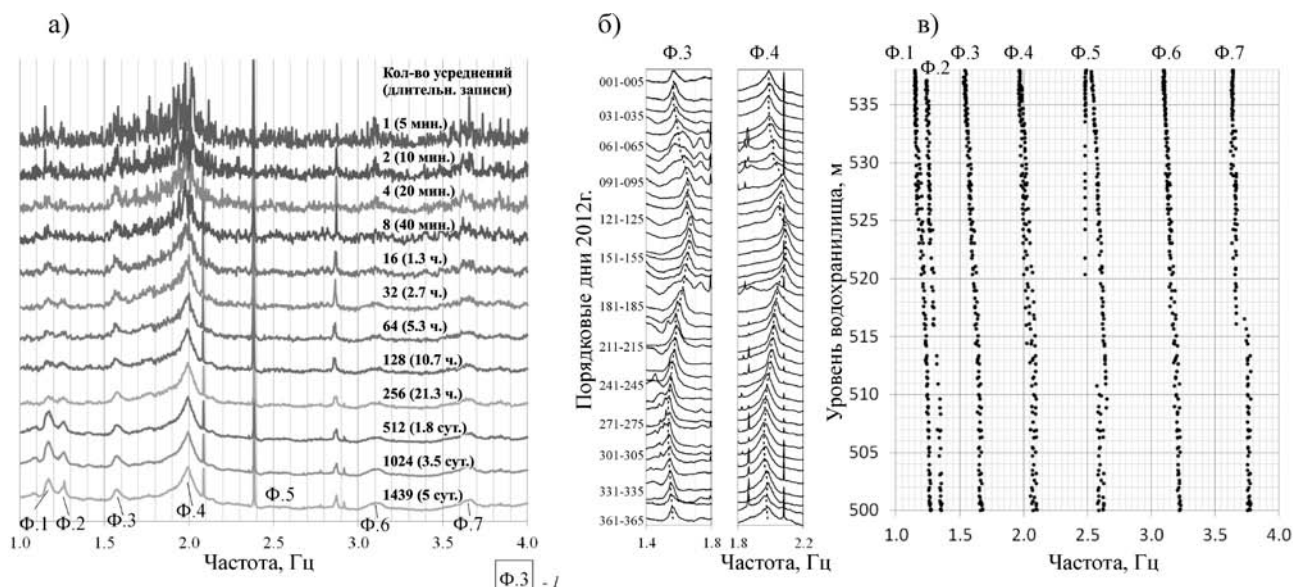 а)
Кол-во усреднений
(длительн. записи)
1 (5 мин.)
2 (10 мин.)
4 (20 мин.)
8 (40 мин.)
16 (1.3 ч.)
32 (2.7 ч.)
64 (5.3 ч.)
128 (10.7 ч.)
256 (21.3 ч.)
512 (1.8 сут.)
1024 (3.5 сут.)
1439 (5 сут.)
Ф.1 Ф.2 Ф.3 Ф.4 Ф.5 Ф.6 Ф.7
1.0 1.5 2.0 2.5 3.0 3.5 4.0
Частота, Гц
Ф.3 - 1
б)
Ф.3 Ф.4
Порядковые дни 2012г.
001-005
031-035
061-065
091-095
121-125
151-155
181-185
211-215
241-245
271-275
301-305
331-335
361-365
1.4 1.8 1.8 2.2
Частота, Гц
в)
Ф.1 Ф.2 Ф.3 Ф.4 Ф.5 Ф.6 Ф.7
Уровень водохранилища, м
535
530
525
520
515
510
505
500
1.0 1.5 2.0 2.5 3.0 3.5 4.0
Частота, Гц